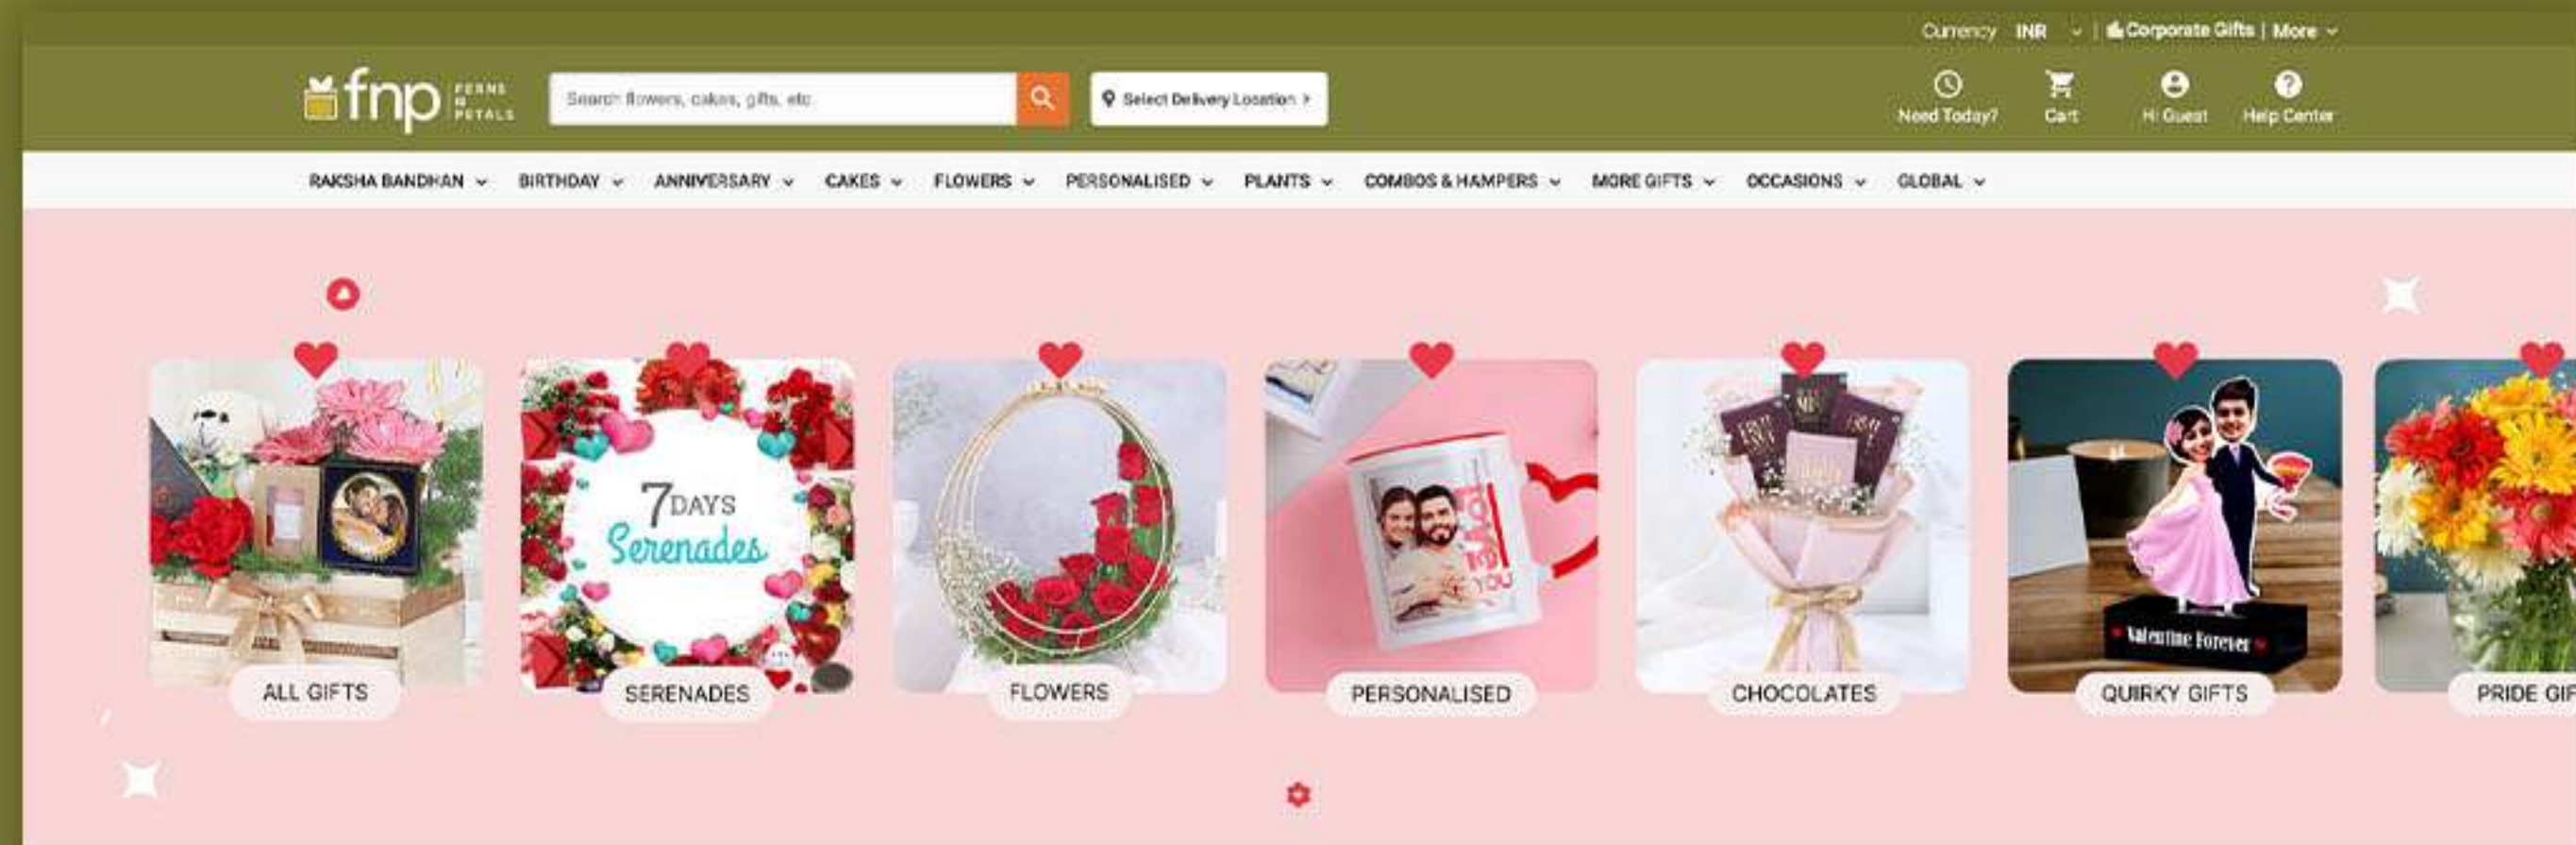 Currency INR | Corporate Gifts | More
fnp FERNS N PETALS
Search flowers, cakes, gifts, etc
Select Delivery Location >
Need Today? Cart Hi Guest Help Center
RAKSHA BANDHAN BIRTHDAY ANNIVERSARY CAKES FLOWERS PERSONALISED PLANTS COMBOS & HAMPERS MORE GIFTS OCCASIONS GLOBAL
7 DAYS
Serenades
YOU
Valentine Forever
ALL GIFTS SERENADES FLOWERS PERSONALISED CHOCOLATES QUIRKY GIFTS PRIDE GIF